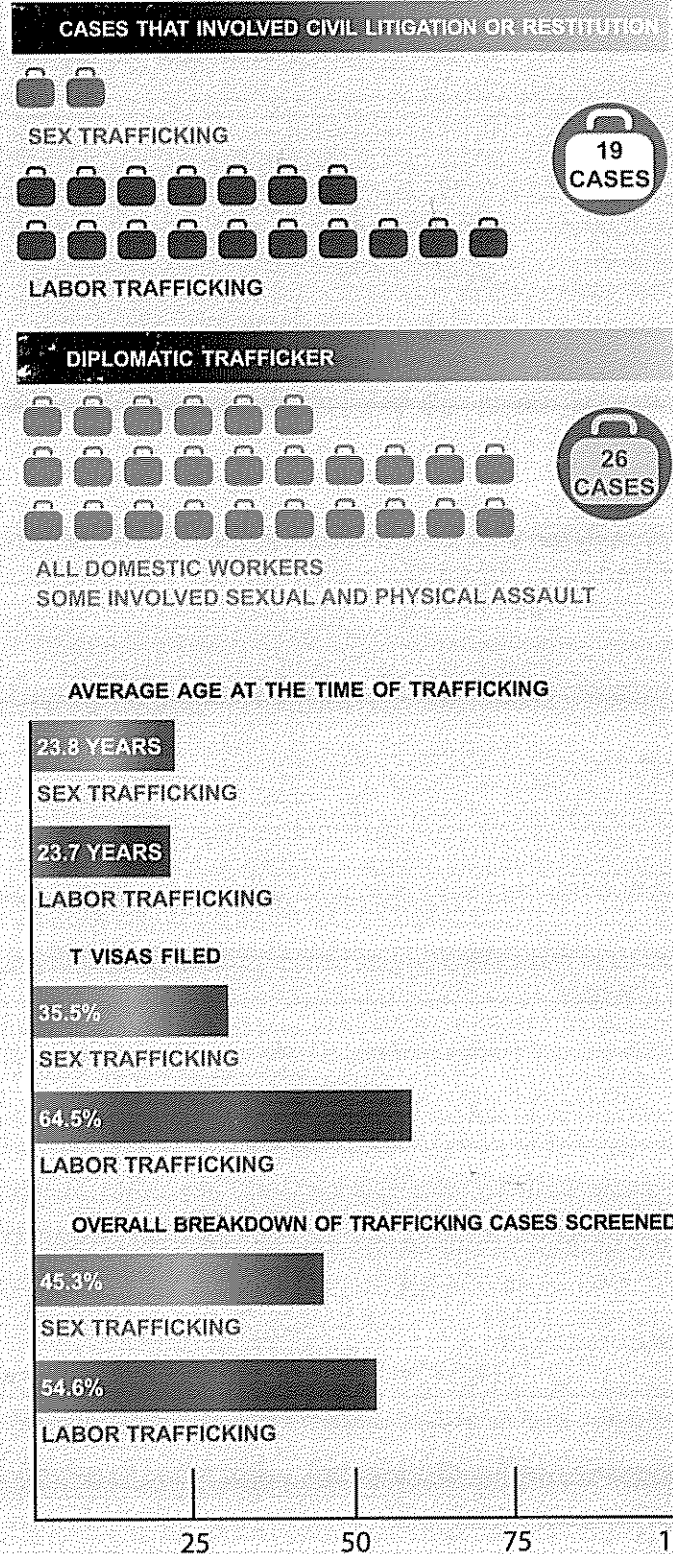 CASES THAT INVOLVED CIVIL LITIGATION OR RESTITUTION
SEX TRAFFICKING
19
CASES
LABOR TRAFFICKING
DIPLOMATIC TRAFFICKER
26
CASES
ALL DOMESTIC WORKERS
SOME INVOLVED SEXUAL AND PHYSICAL ASSAULT
AVERAGE AGE AT THE TIME OF TRAFFICKING
23.8 YEARS
SEX TRAFFICKING
23.7 YEARS
LABOR TRAFFICKING
T VISAS FILED
35.5%
SEX TRAFFICKING
64.5%
LABOR TRAFFICKING
OVERALL BREAKDOWN OF TRAFFICKING CASES SCREENED
45.3%
SEX TRAFFICKING
54.6%
LABOR TRAFFICKING
25 50 75